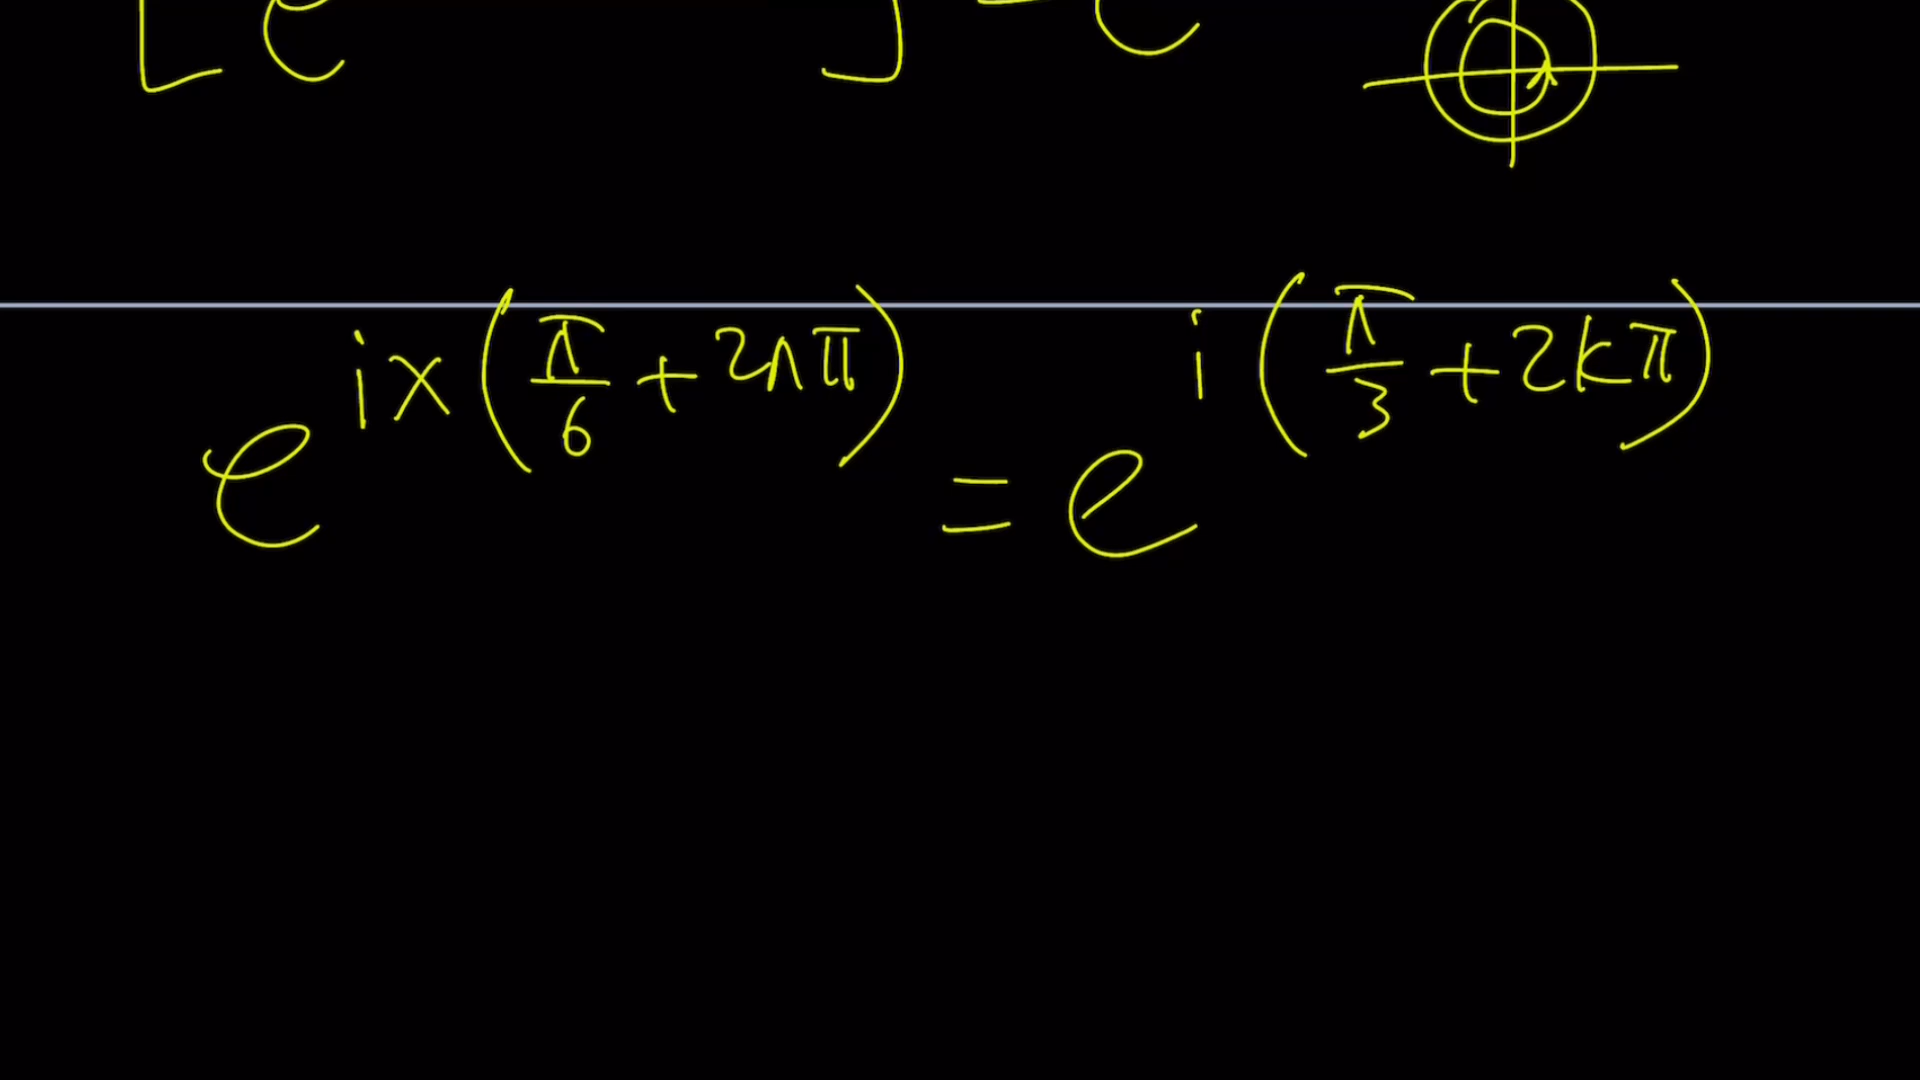 [e ] = e
e^{ix(π/6 + 2nπ)} = e^{i(π/3 + 2kπ)}